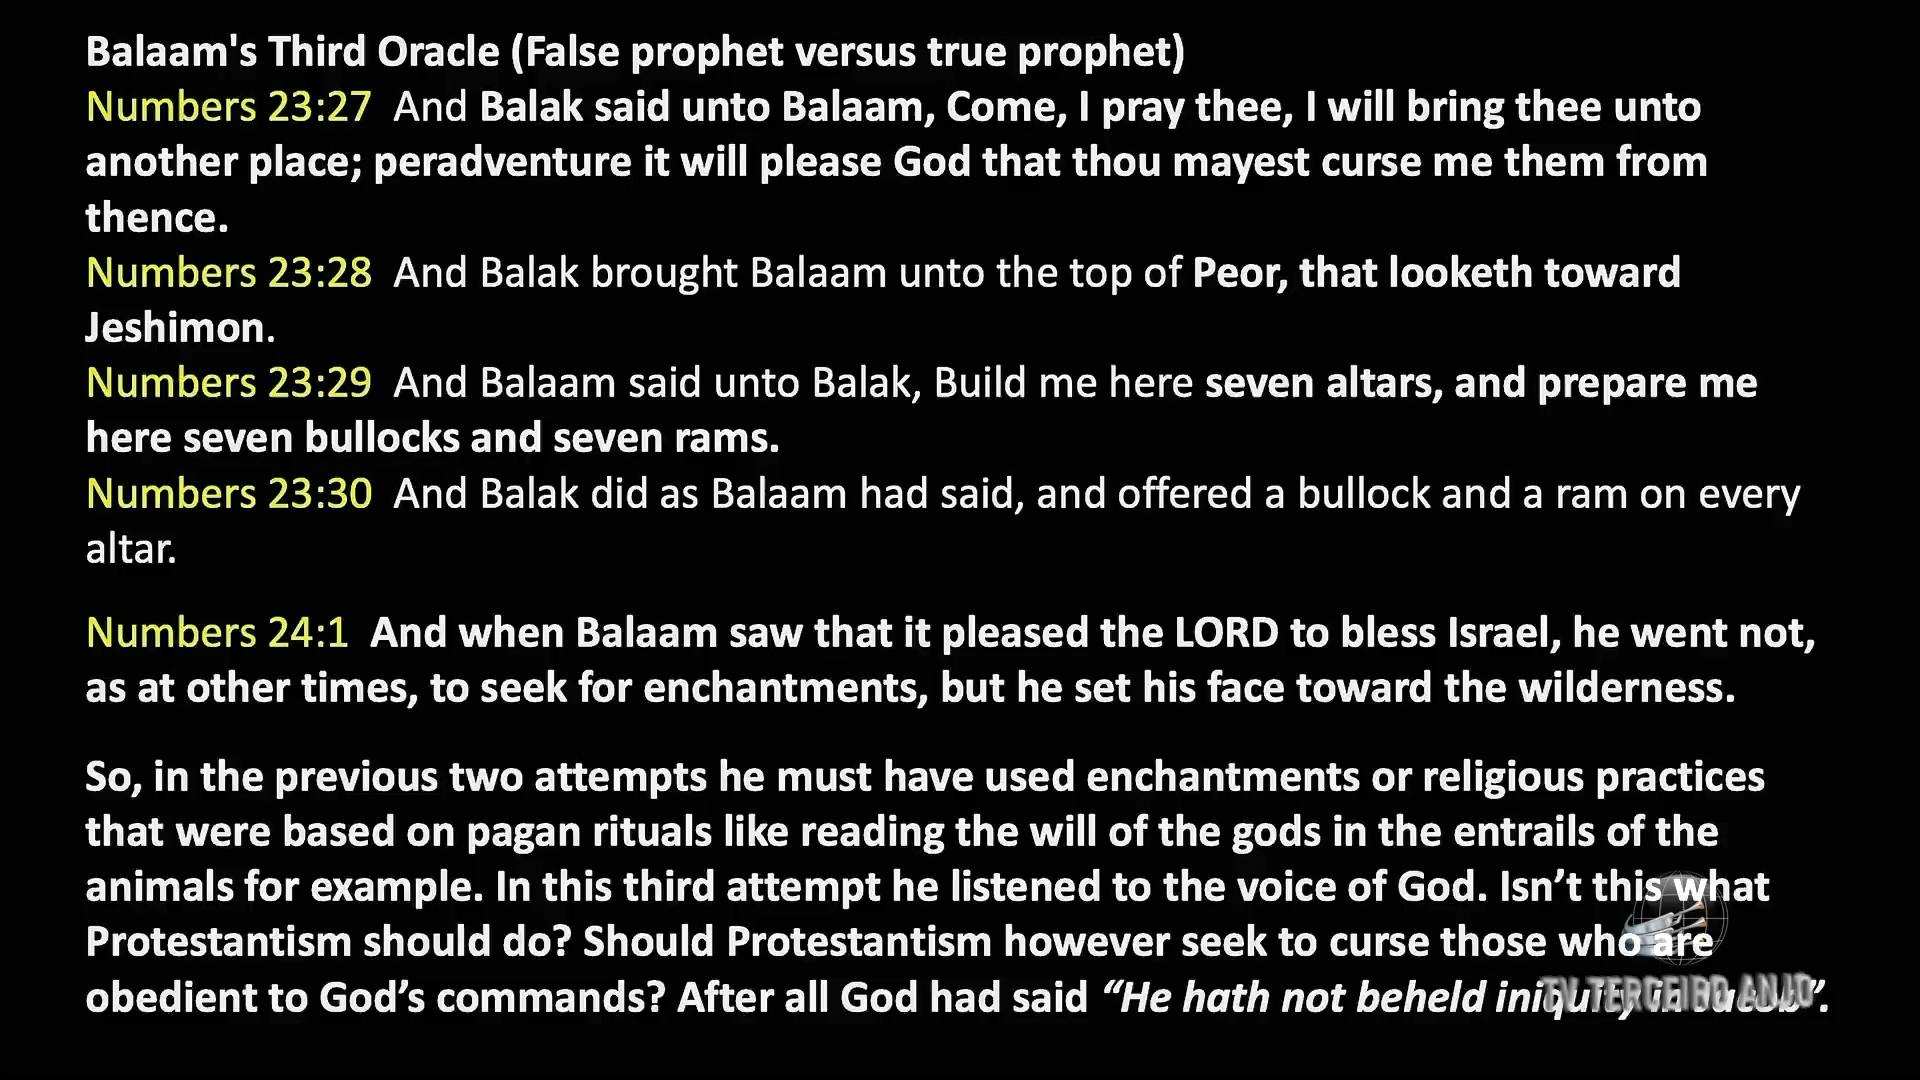 Balaam's Third Oracle (False prophet versus true prophet)
Numbers 23:27 And Balak said unto Balaam, Come, I pray thee, I will bring thee unto
another place; peradventure it will please God that thou mayest curse me them from
thence.
Numbers 23:28 And Balak brought Balaam unto the top of Peor, that looketh toward
Jeshimon.
Numbers 23:29 And Balaam said unto Balak, Build me here seven altars, and prepare me
here seven bullocks and seven rams.
Numbers 23:30 And Balak did as Balaam had said, and offered a bullock and a ram on every
altar.
Numbers 24:1 And when Balaam saw that it pleased the LORD to bless Israel, he went not,
as at other times, to seek for enchantments, but he set his face toward the wilderness.
So, in the previous two attempts he must have used enchantments or religious practices
that were based on pagan rituals like reading the will of the gods in the entrails of the
animals for example. In this third attempt he listened to the voice of God. Isn’t this what
Protestantism should do? Should Protestantism however seek to curse those who are
obedient to God’s commands? After all God had said “He hath not beheld iniquity in Jacob”.
TV TERCEIRO ANJO